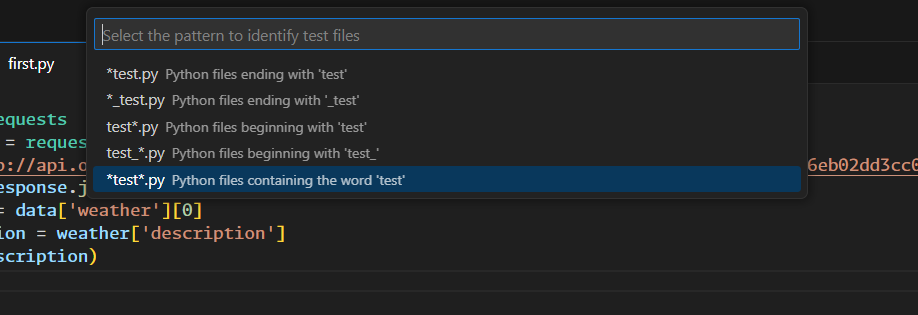 Select the pattern to identify test files
first.py
*test.py Python files ending with 'test'
*_test.py Python files ending with '_test'
equests
test*.py Python files beginning with 'test'
= reques
test_*.py Python files beginning with 'test_'
p://api.o 6eb02dd3cc0
*test*.py Python files containing the word 'test'
esponse.j
= data['weather'][0]
ion = weather['description']
scription)